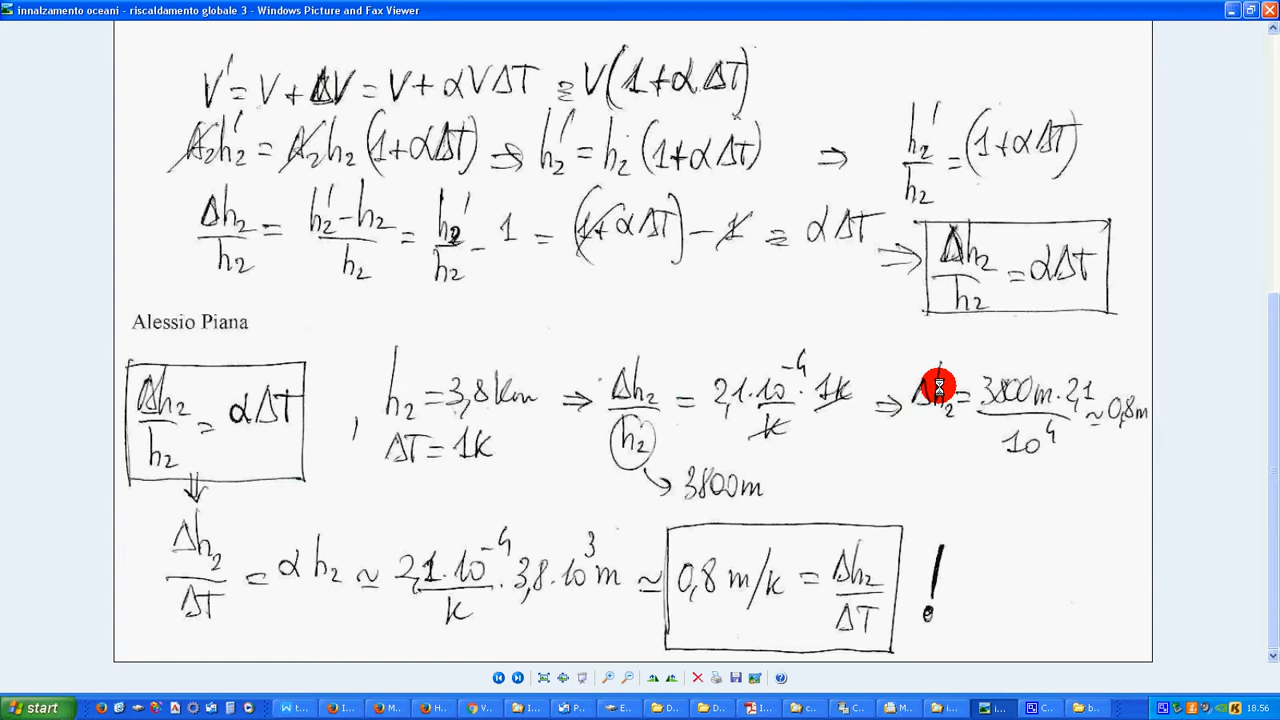 innalzamento oceani - riscaldamento globale 3 - Windows Picture and Fax Viewer
V' = V + ΔV = V + αVΔT ≅ V(1+αΔT)
A₂h₂' = A₂h₂(1+αΔT) ⇒ h₂' = h₂(1+αΔT) ⇒ h₂'/h₂ = (1+αΔT)
Δh₂/h₂ = (h₂'-h₂)/h₂ = h₂'/h₂ - 1 = (1+αΔT) - 1 ≅ αΔT ⇒ Δh₂/h₂ = αΔT
Alessio Piana
Δh₂/h₂ = αΔT , h₂ = 3,8km ⇒ Δh₂/h₂ = 2,1·10⁻⁴/k · 1k ⇒ Δh₂ = 3800m·2,1/10⁴ ≃ 0,8m
ΔT = 1k
→ 3800m
⇓
Δh₂/ΔT = αh₂ ≃ 2,1·10⁻⁴/k · 3,8·10³m ≃ 0,8 m/k = Δh₂/ΔT !
start t... I... M... H... V... I... P... E... D... D... I... c... C... M... i... i... C... b... 18.56